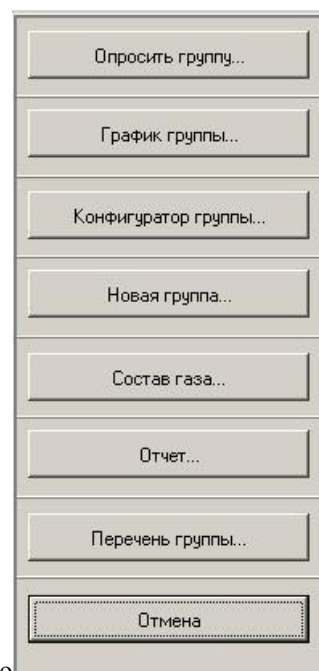 Опросить группу...
График группы...
Конфигуратор группы...
Новая группа...
Состав газа...
Отчет...
Перечень группы...
Отмена